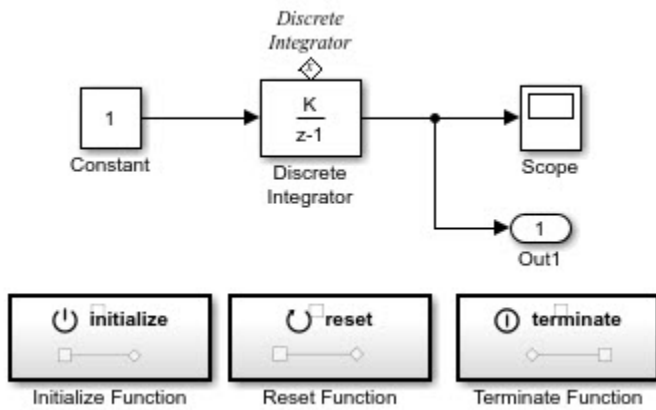 Discrete
Integrator
x
1
K
z-1
Constant
Discrete
Integrator
Scope
1
Out1
initialize
reset
terminate
Initialize Function
Reset Function
Terminate Function